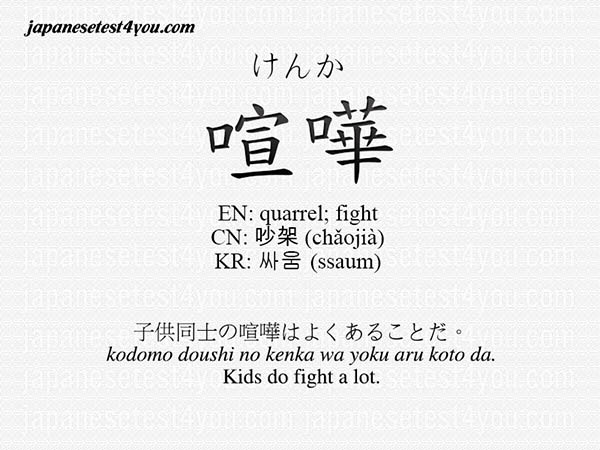 japanesetest4you.com
けんか
喧嘩
EN: quarrel; fight
CN: 吵架 (chǎojià)
KR: 싸움 (ssaum)
子供同士の喧嘩はよくあることだ。
kodomo doushi no kenka wa yoku aru koto da.
Kids do fight a lot.